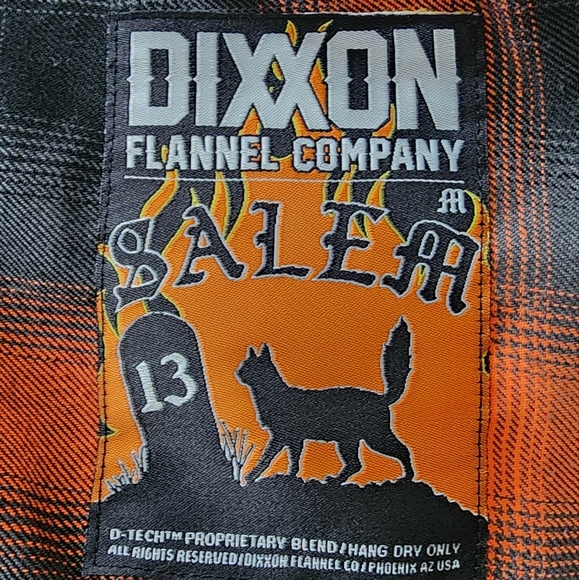 DIXXON
FLANNEL COMPANY
M
SALEM
13
D-TECH™ PROPRIETARY BLEND / HANG DRY ONLY
ALL RIGHTS RESERVED / DIXXON FLANNEL CO / PHOENIX AZ USA